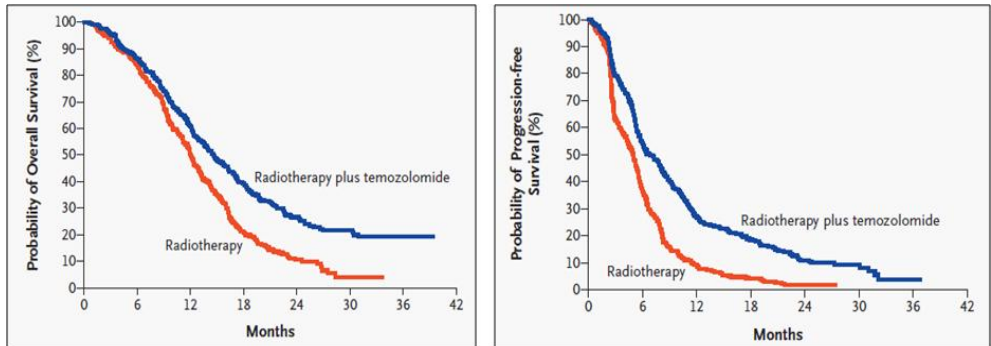 Probability of Overall Survival (%)
100
90
80
70
60
50
40
30
20
10
0
Radiotherapy plus temozolomide
Radiotherapy
0 6 12 18 24 30 36 42
Months
Probability of Progression-free
Survival (%)
100
90
80
70
60
50
40
30
20
10
0
Radiotherapy plus temozolomide
Radiotherapy
0 6 12 18 24 30 36 42
Months